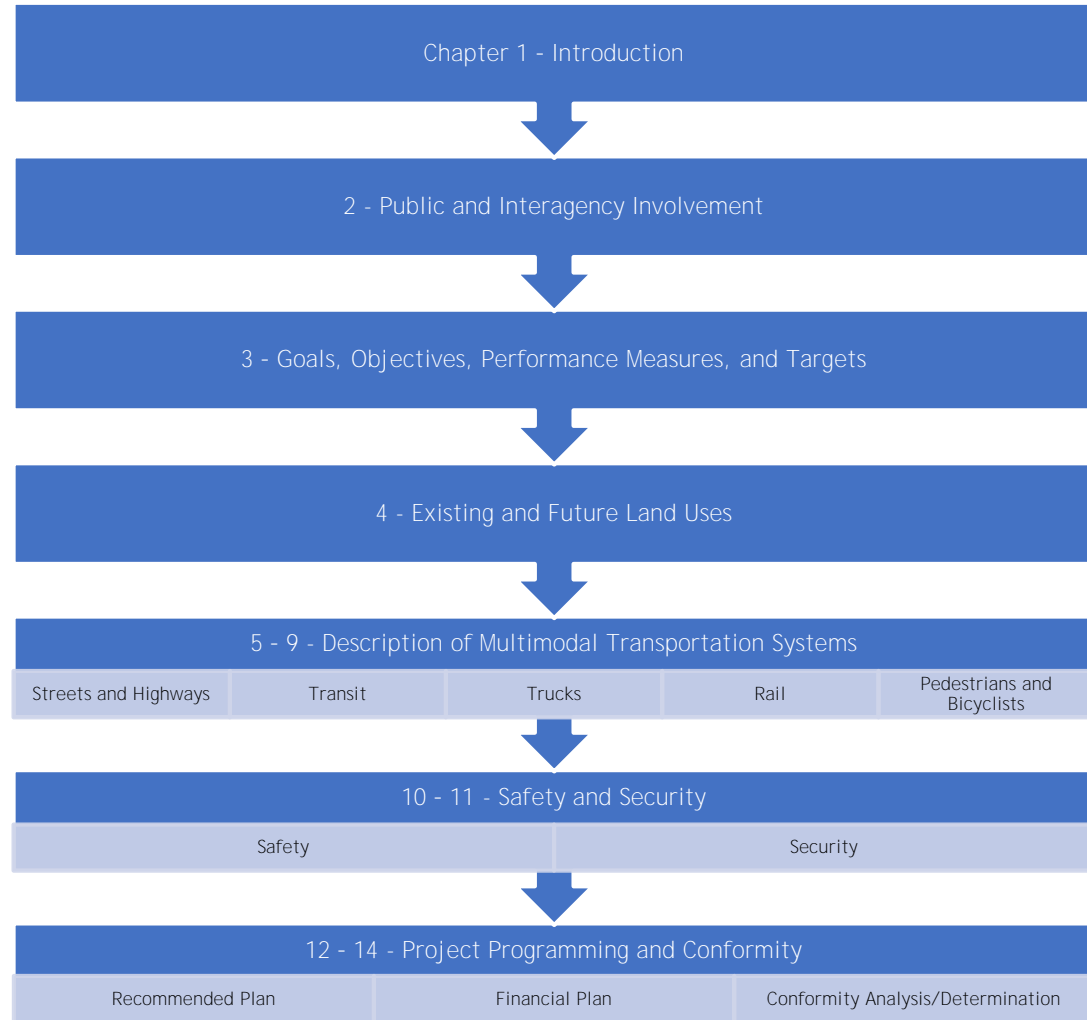 Chapter 1 - Introduction
2 - Public and Interagency Involvement
3 - Goals, Objectives, Performance Measures, and Targets
4 - Existing and Future Land Uses
5 - 9 - Description of Multimodal Transportation Systems
Streets and Highways
Transit
Trucks
Rail
Pedestrians and
Bicyclists
10 - 11 - Safety and Security
Safety
Security
12 - 14 - Project Programming and Conformity
Recommended Plan
Financial Plan
Conformity Analysis/Determination